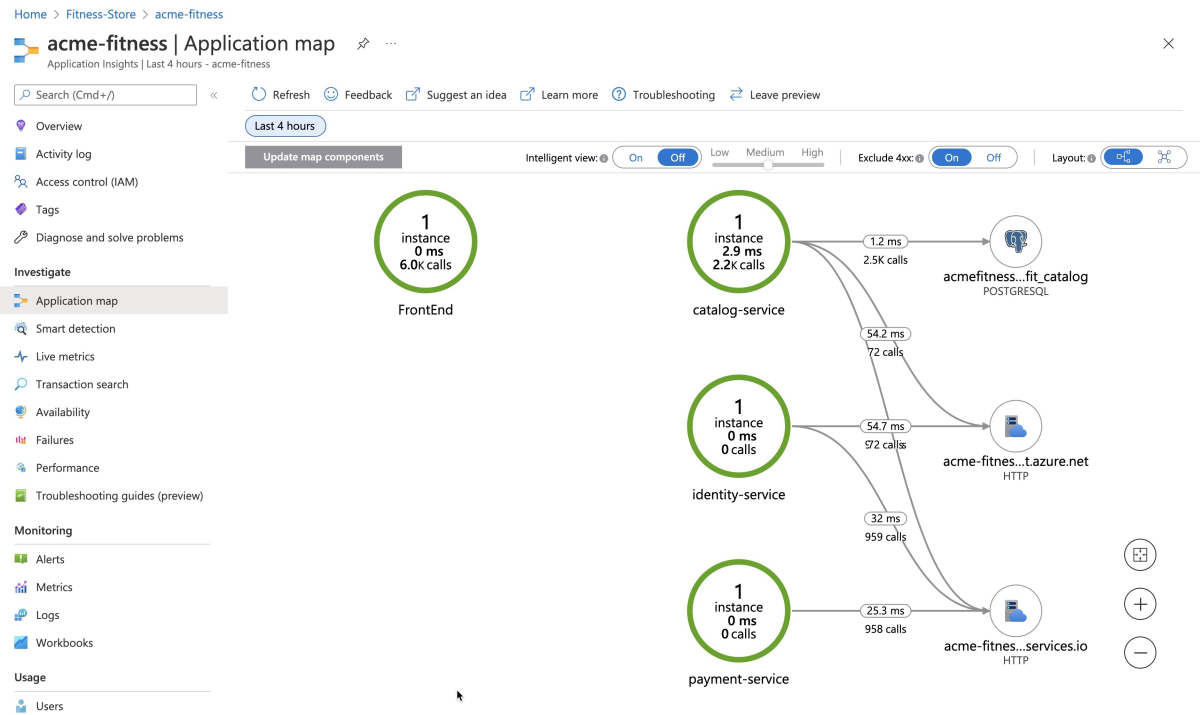 Home > Fitness-Store > acme-fitness
acme-fitness | Application map
...
Application Insights | Last 4 hours - acme-fitness
Search (Cmd+/)
«
Overview
Activity log
Access control (IAM)
Tags
Diagnose and solve problems
Investigate
Application map
Smart detection
Live metrics
Transaction search
Availability
Failures
Performance
Troubleshooting guides (preview)
Monitoring
Alerts
Metrics
Logs
Workbooks
Usage
Users
Refresh Feedback Suggest an idea Learn more Troubleshooting Leave preview
Last 4 hours
Update map components
Intelligent view: On Off Low Medium High Exclude 4xx: On Off Layout:
1
instance
0 ms
6.0K calls
FrontEnd
1
instance
2.9 ms
2.2K calls
catalog-service
1.2 ms
2.5K calls
acmefitness...fit_catalog
POSTGRESQL
54.2 ms
72 calls
1
instance
0 ms
0 calls
identity-service
54.7 ms
acme-fitnes...t.azure.net
HTTP
32 ms
959 calls
1
instance
0 ms
0 calls
payment-service
25.3 ms
958 calls
acme-fitnes...services.io
HTTP